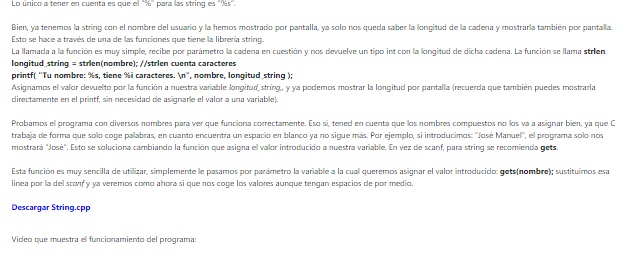 Lo único a tener en cuenta es que el "%" para las string es "%s".
Bien, ya tenemos la string con el nombre del usuario y la hemos mostrado por pantalla, ya solo nos queda saber la longitud de la cadena y mostrarla también por pantalla.
Esto se hace a través de una de las funciones que tiene la librería string.
La llamada a la función es muy simple, recibe por parámetro la cadena en cuestión y nos devuelve un tipo int con la longitud de dicha cadena. La función se llama strlen.
longitud_string = strlen(nombre); //strlen cuenta caracteres
printf( "Tu nombre: %s, tiene %i caracteres. \n", nombre, longitud_string );
Asignamos el valor devuelto por la función a nuestra variable longitud_string,, y ya podemos mostrar la longitud por pantalla (recuerda que también puedes mostrarla
directamente en el printf, sin necesidad de asignarle el valor a una variable).
Probamos el programa con diversos nombres para ver que funciona correctamente. Eso si, tened en cuenta que los nombres compuestos no los va a asignar bien, ya que C
trabaja de forma que solo coge palabras, en cuanto encuentra un espacio en blanco ya no sigue más. Por ejemplo, si introducimos: "José Manuel", el programa solo nos
mostrará "José". Esto se soluciona cambiando la función que asigna el valor introducido a nuestra variable. En vez de scanf, para string se recomienda gets.
Esta función es muy sencilla de utilizar, simplemente le pasamos por parámetro la variable a la cual queremos asignar el valor introducido: gets(nombre); sustituimos esa
línea por la del scanf y ya veremos como ahora si que nos coge los valores aunque tengan espacios de por medio.
Descargar String.cpp
Video que muestra el funcionamiento del programa: